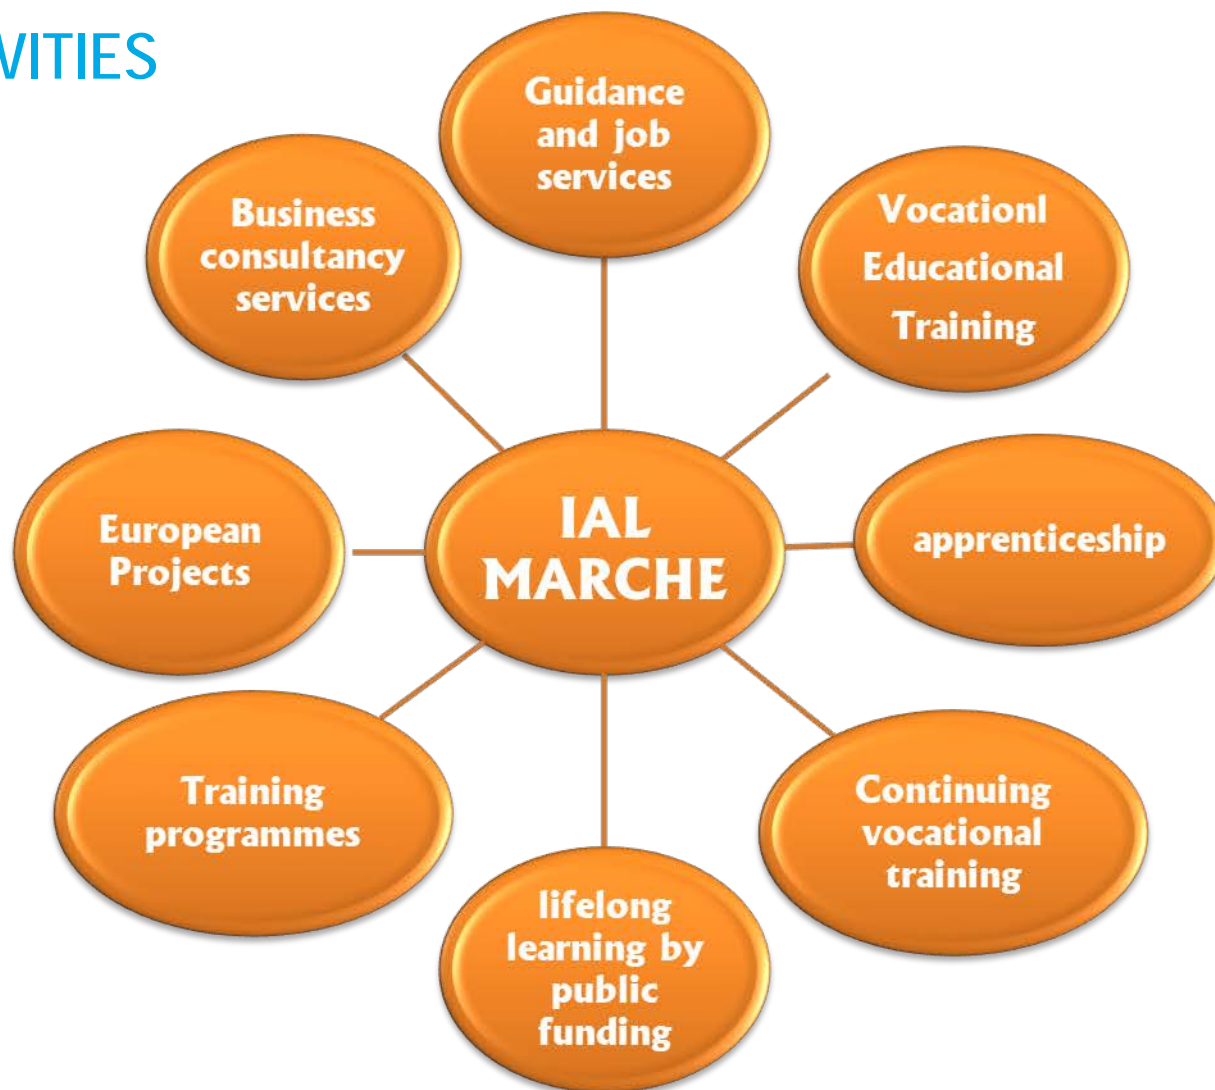 VITIES
Guidance
and job
services
Business
consultancy
services
Vocationl
Educational
Training
European
Projects
IAL
MARCHE
apprenticeship
Training
programmes
Continuing
vocational
training
lifelong
learning by
public
funding